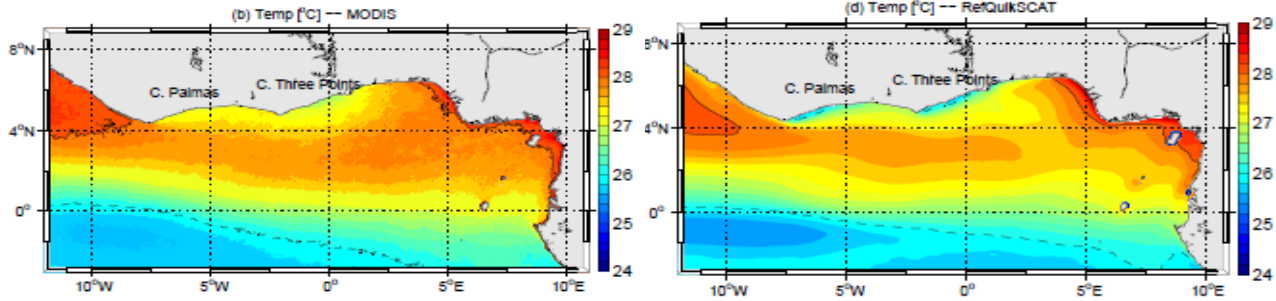 (b) Temp [°C] −− MODIS
8°N
4°N
0°
10°W
5°W
0°
5°E
10°E
C. Palmas
C. Three Points
29
28
27
26
25
24
(d) Temp [°C] −− RefQuikSCAT
8°N
4°N
0°
10°W
5°W
0°
5°E
10°E
C. Palmas
C. Three Points
29
28
27
26
25
24